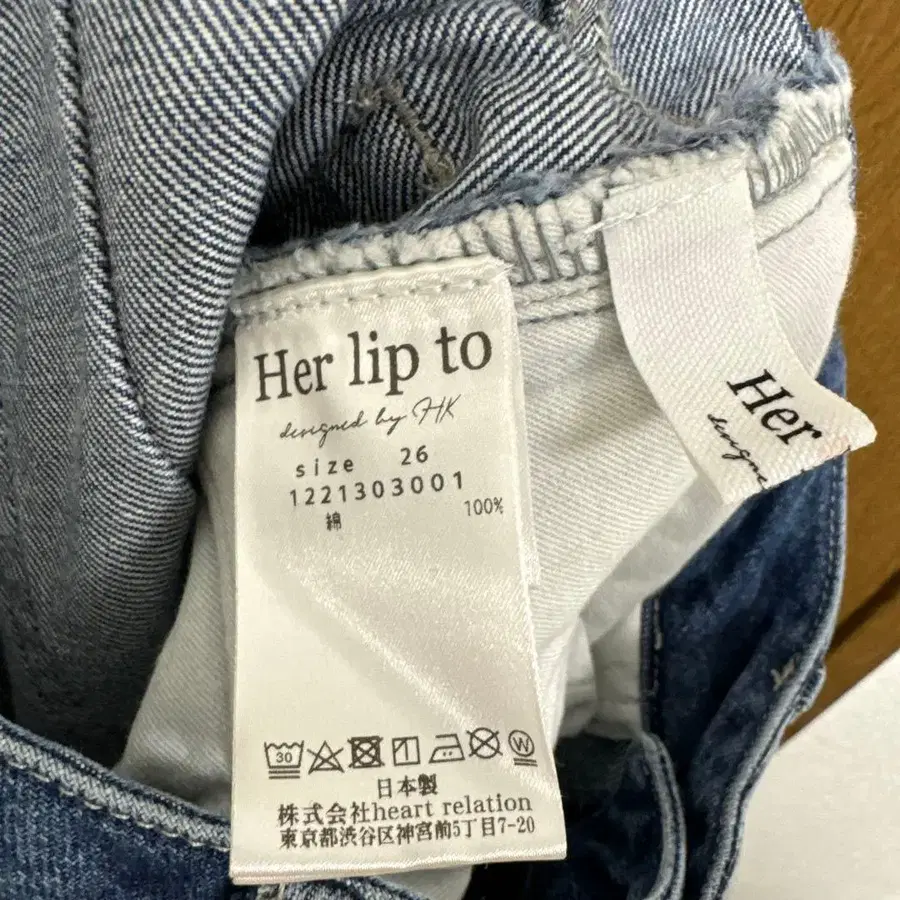 Her lip to
designed by HK
size 26
1221303001
綿 100%
30
W
日本製
株式会社heart relation
東京都渋谷区神宮前5丁目7-20
Her
designe